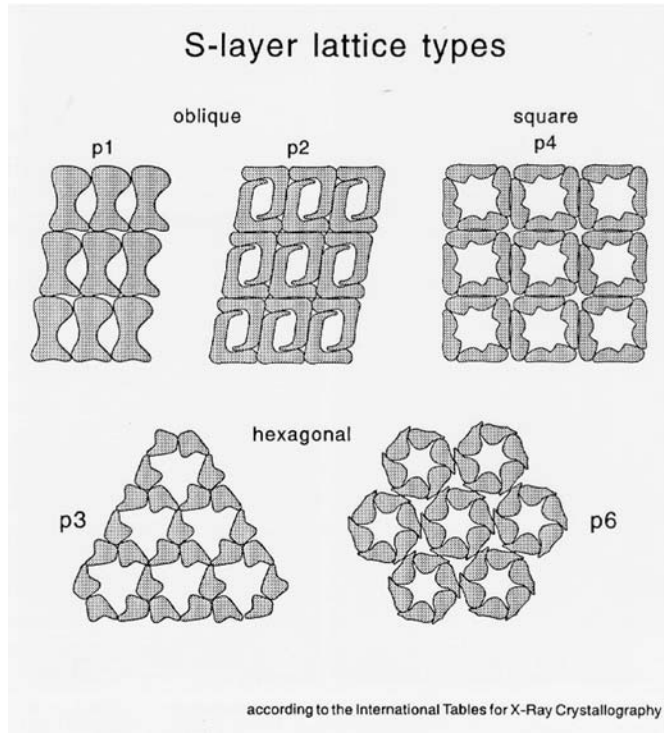 S-layer lattice types
oblique
square
p1
p2
p4
hexagonal
p3
p6
according to the International Tables for X-Ray Crystallography